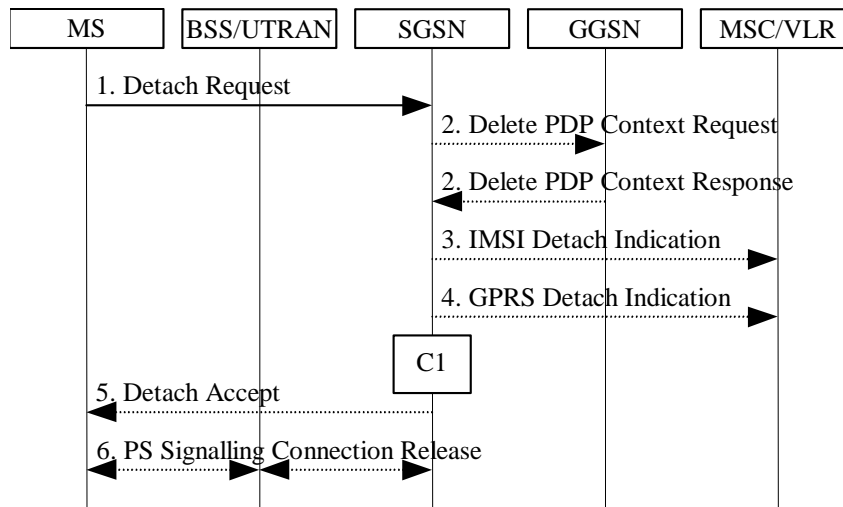 MS
BSS/UTRAN
SGSN
GGSN
MSC/VLR
1. Detach Request
2. Delete PDP Context Request
2. Delete PDP Context Response
3. IMSI Detach Indication
4. GPRS Detach Indication
C1
5. Detach Accept
6. PS Signalling Connection Release